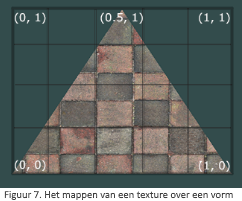 (0, 1) (0.5, 1) (1, 1)
(0, 0) (1, 0)
Figuur 7. Het mappen van een texture over een vorm